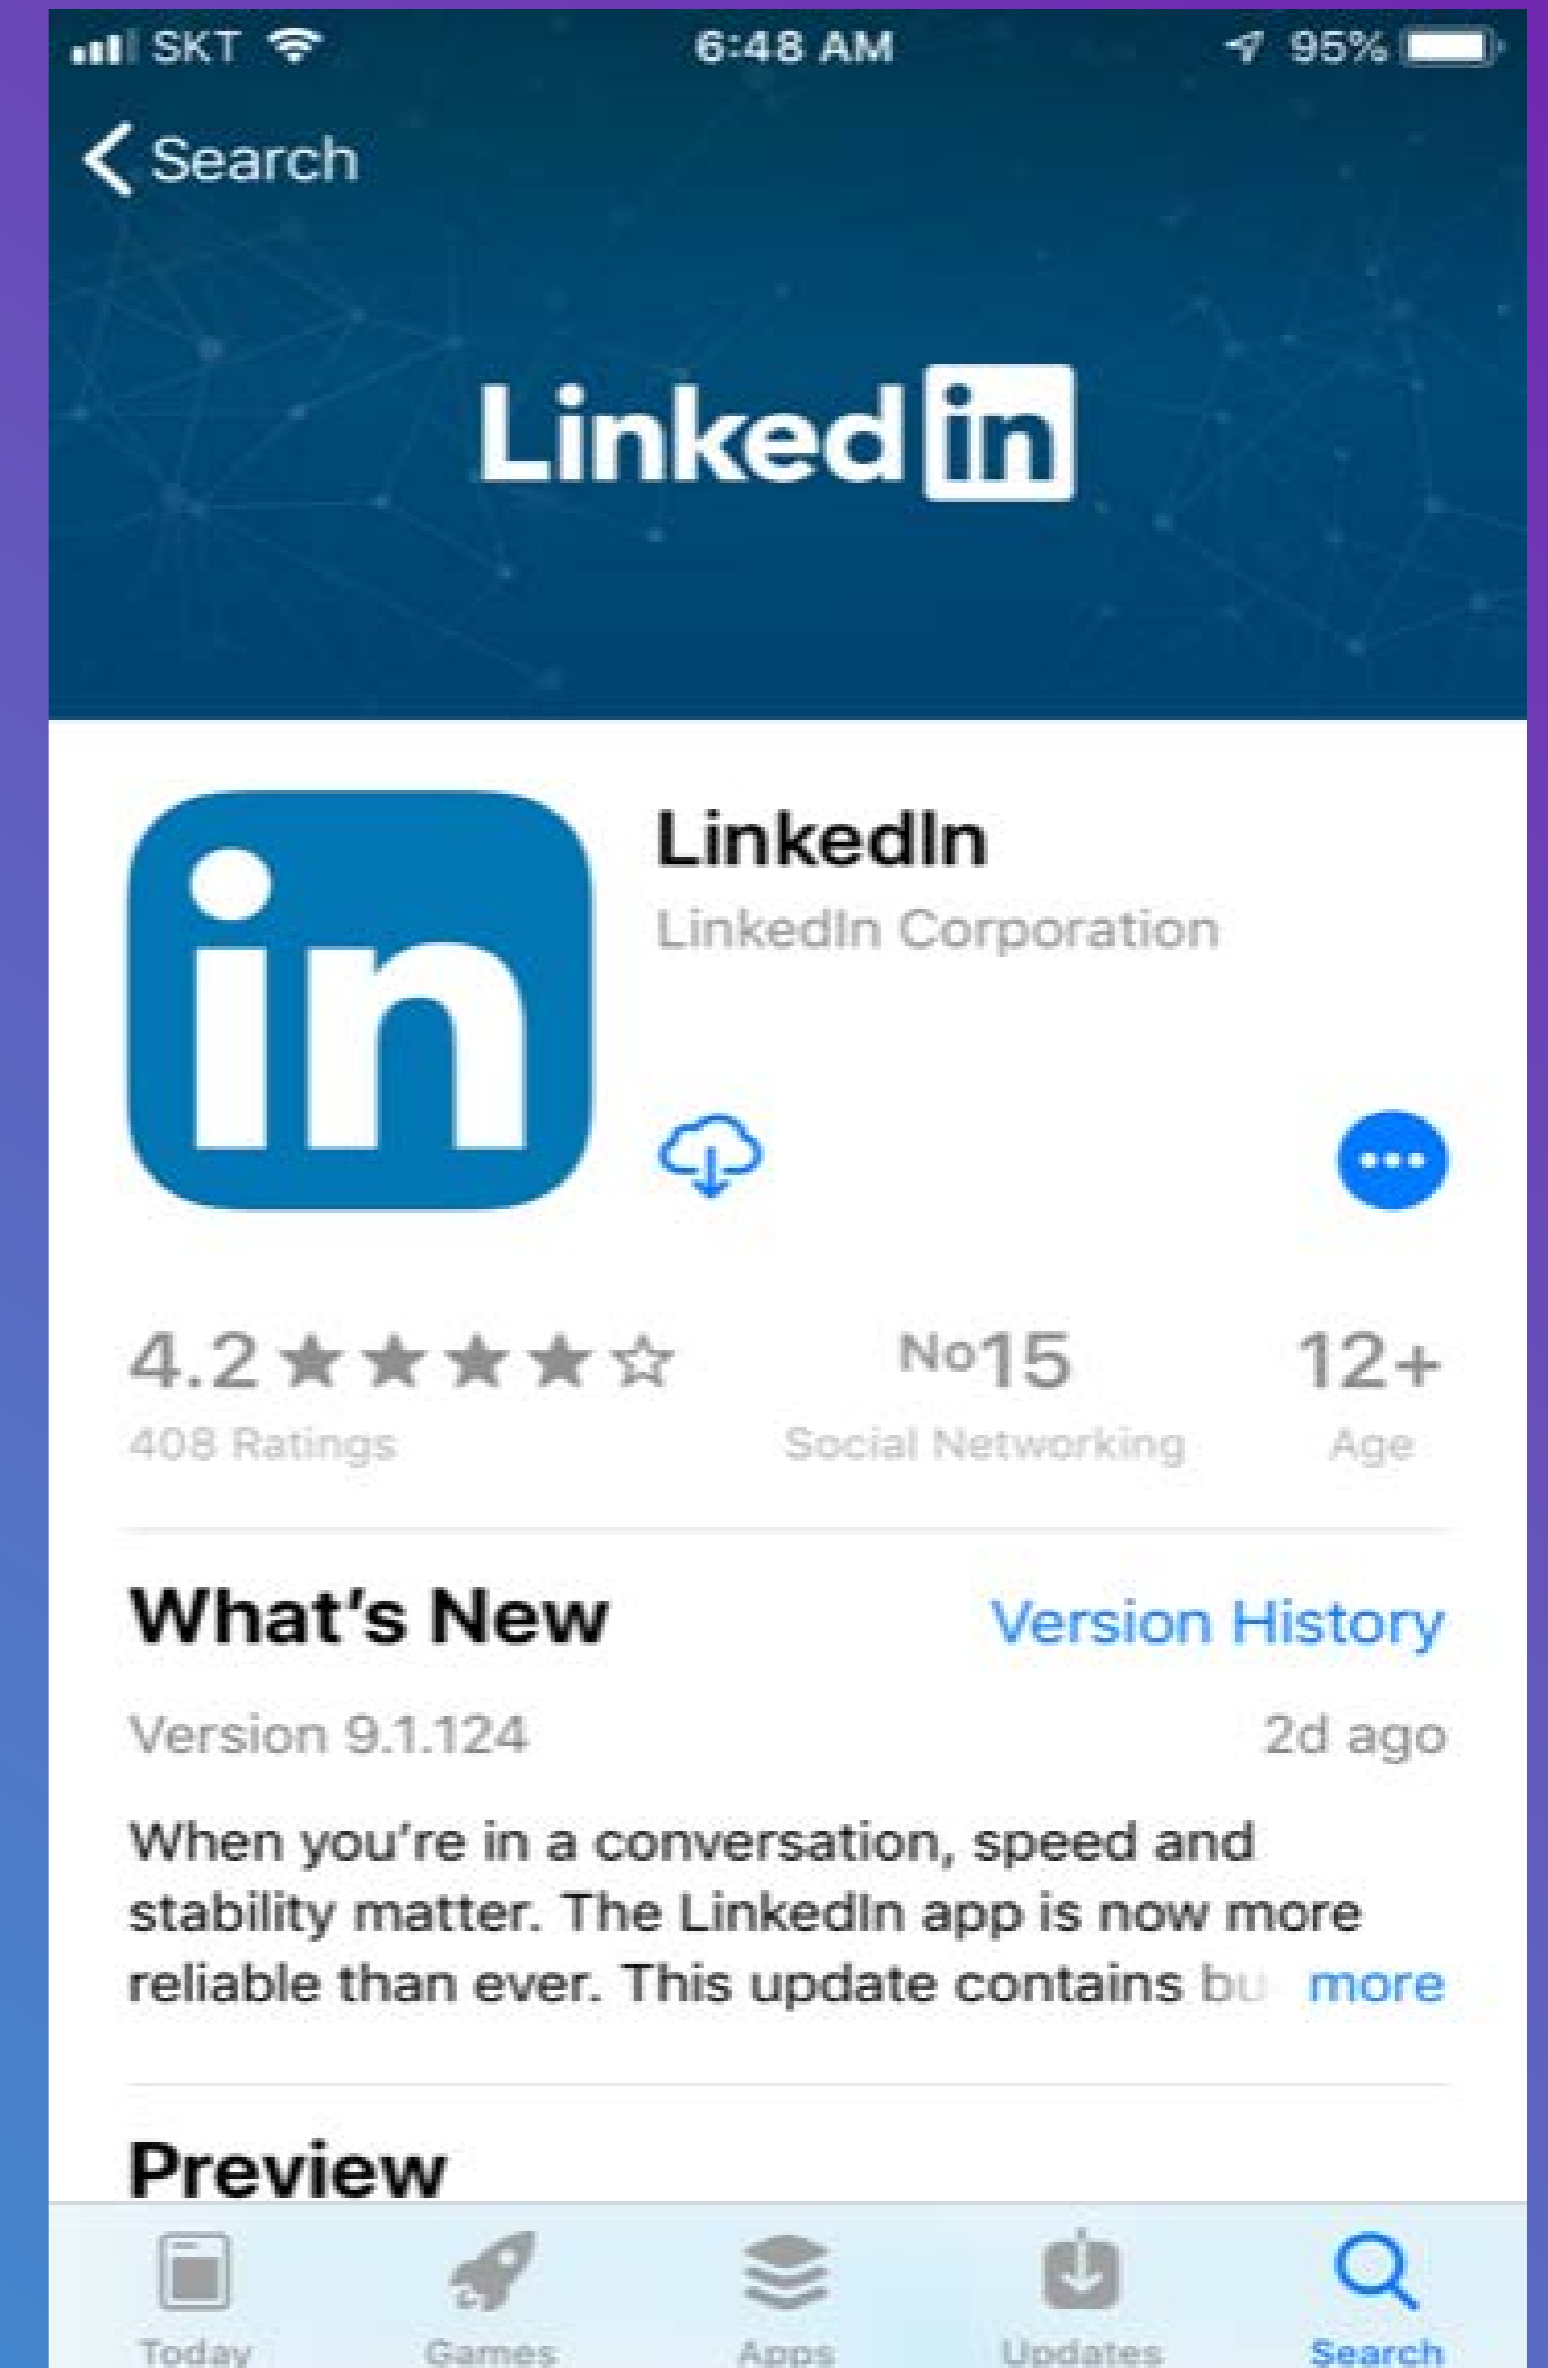 SKT 6:48 AM 95%
Search
Linked in
in
LinkedIn
LinkedIn Corporation
4.2 No15 12+
408 Ratings Social Networking Age
What's New Version History
Version 9.1.124 2d ago
When you're in a conversation, speed and
stability matter. The LinkedIn app is now more
reliable than ever. This update contains bu more
Preview
Today Games Apps Updates Search